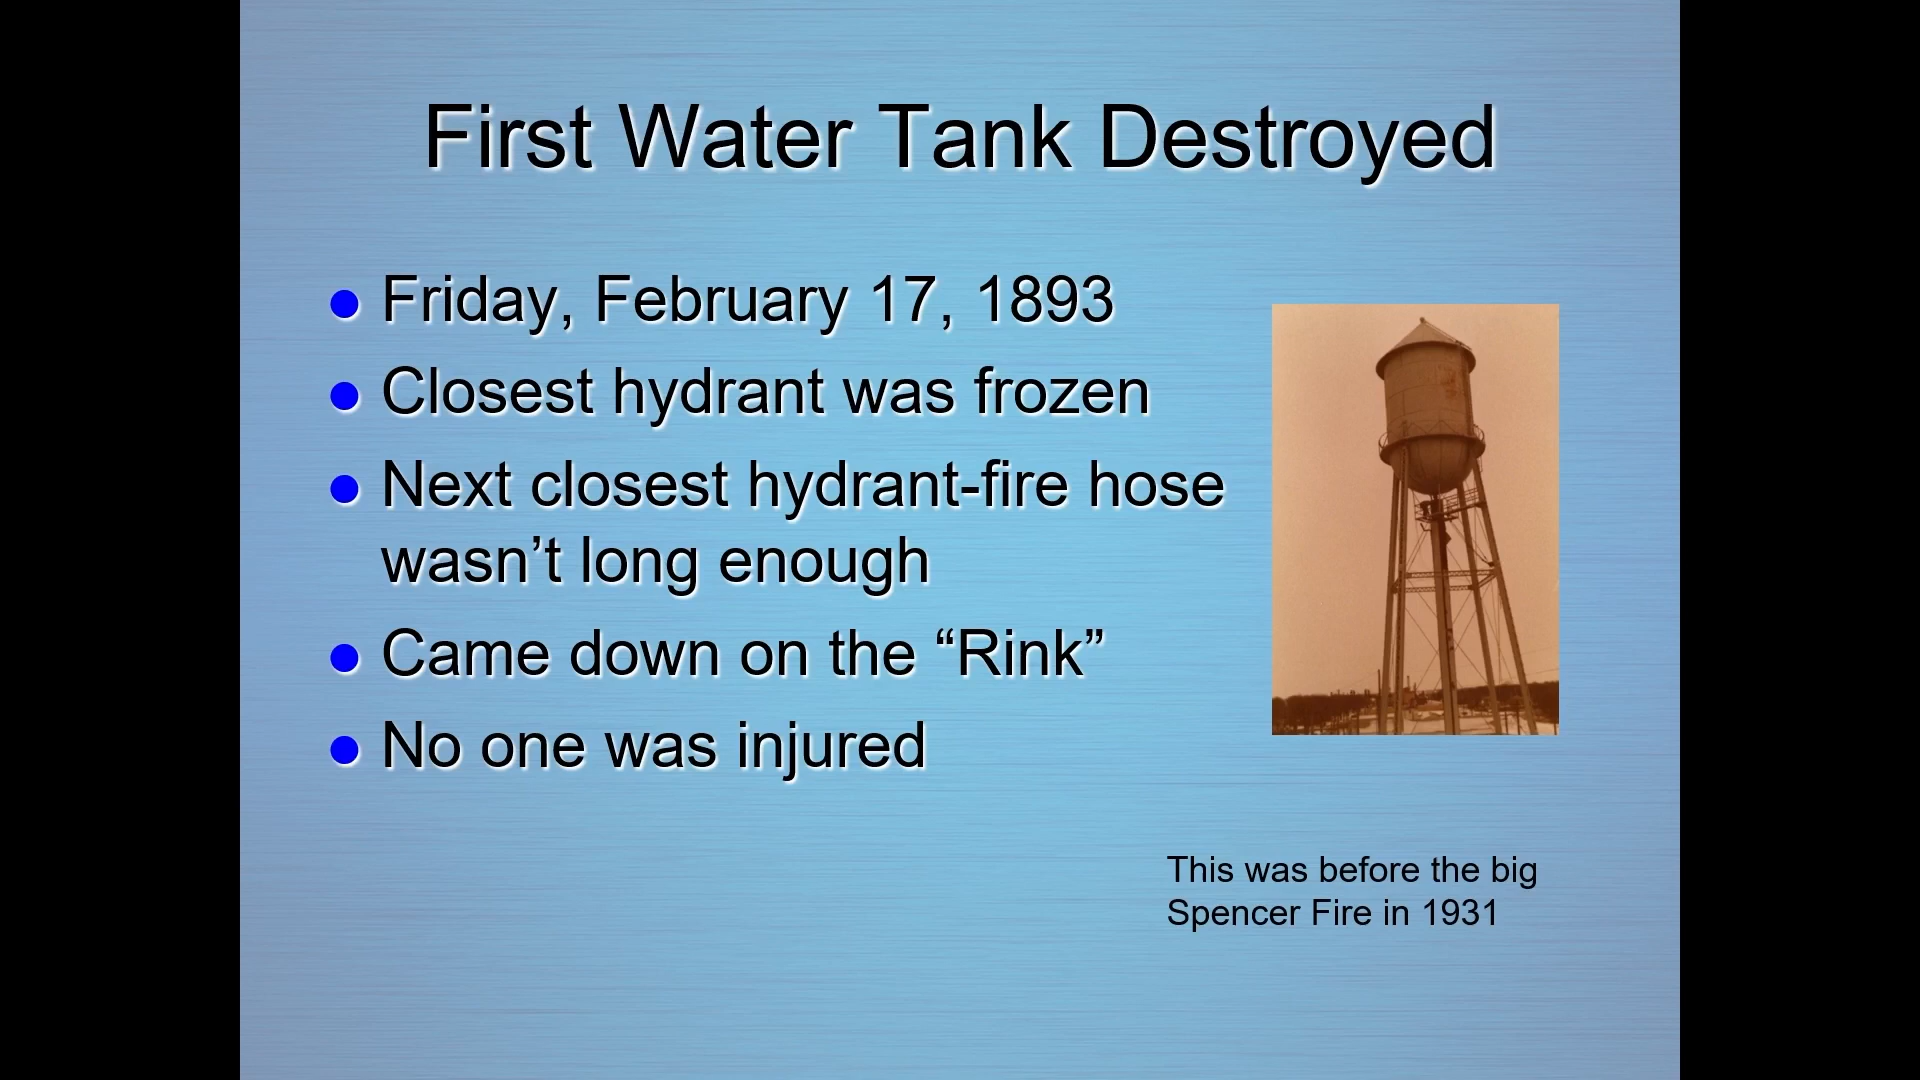 First Water Tank Destroyed
Friday, February 17, 1893
Closest hydrant was frozen
Next closest hydrant-fire hose
wasn’t long enough
Came down on the “Rink”
No one was injured
This was before the big
Spencer Fire in 1931